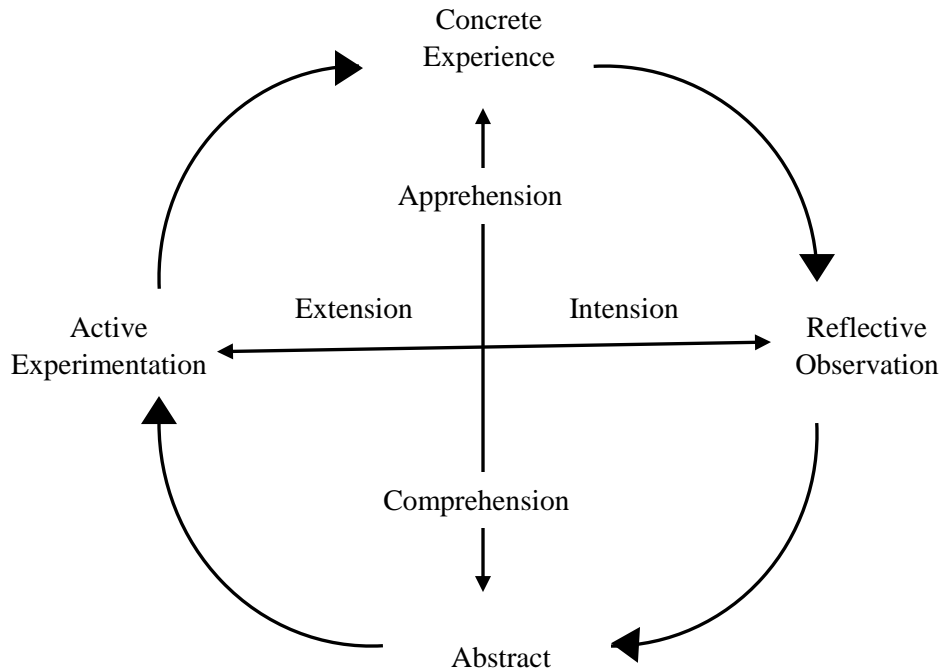 Concrete
Experience
Apprehension
Extension
Intension
Active
Experimentation
Reflective
Observation
Comprehension
Abstract